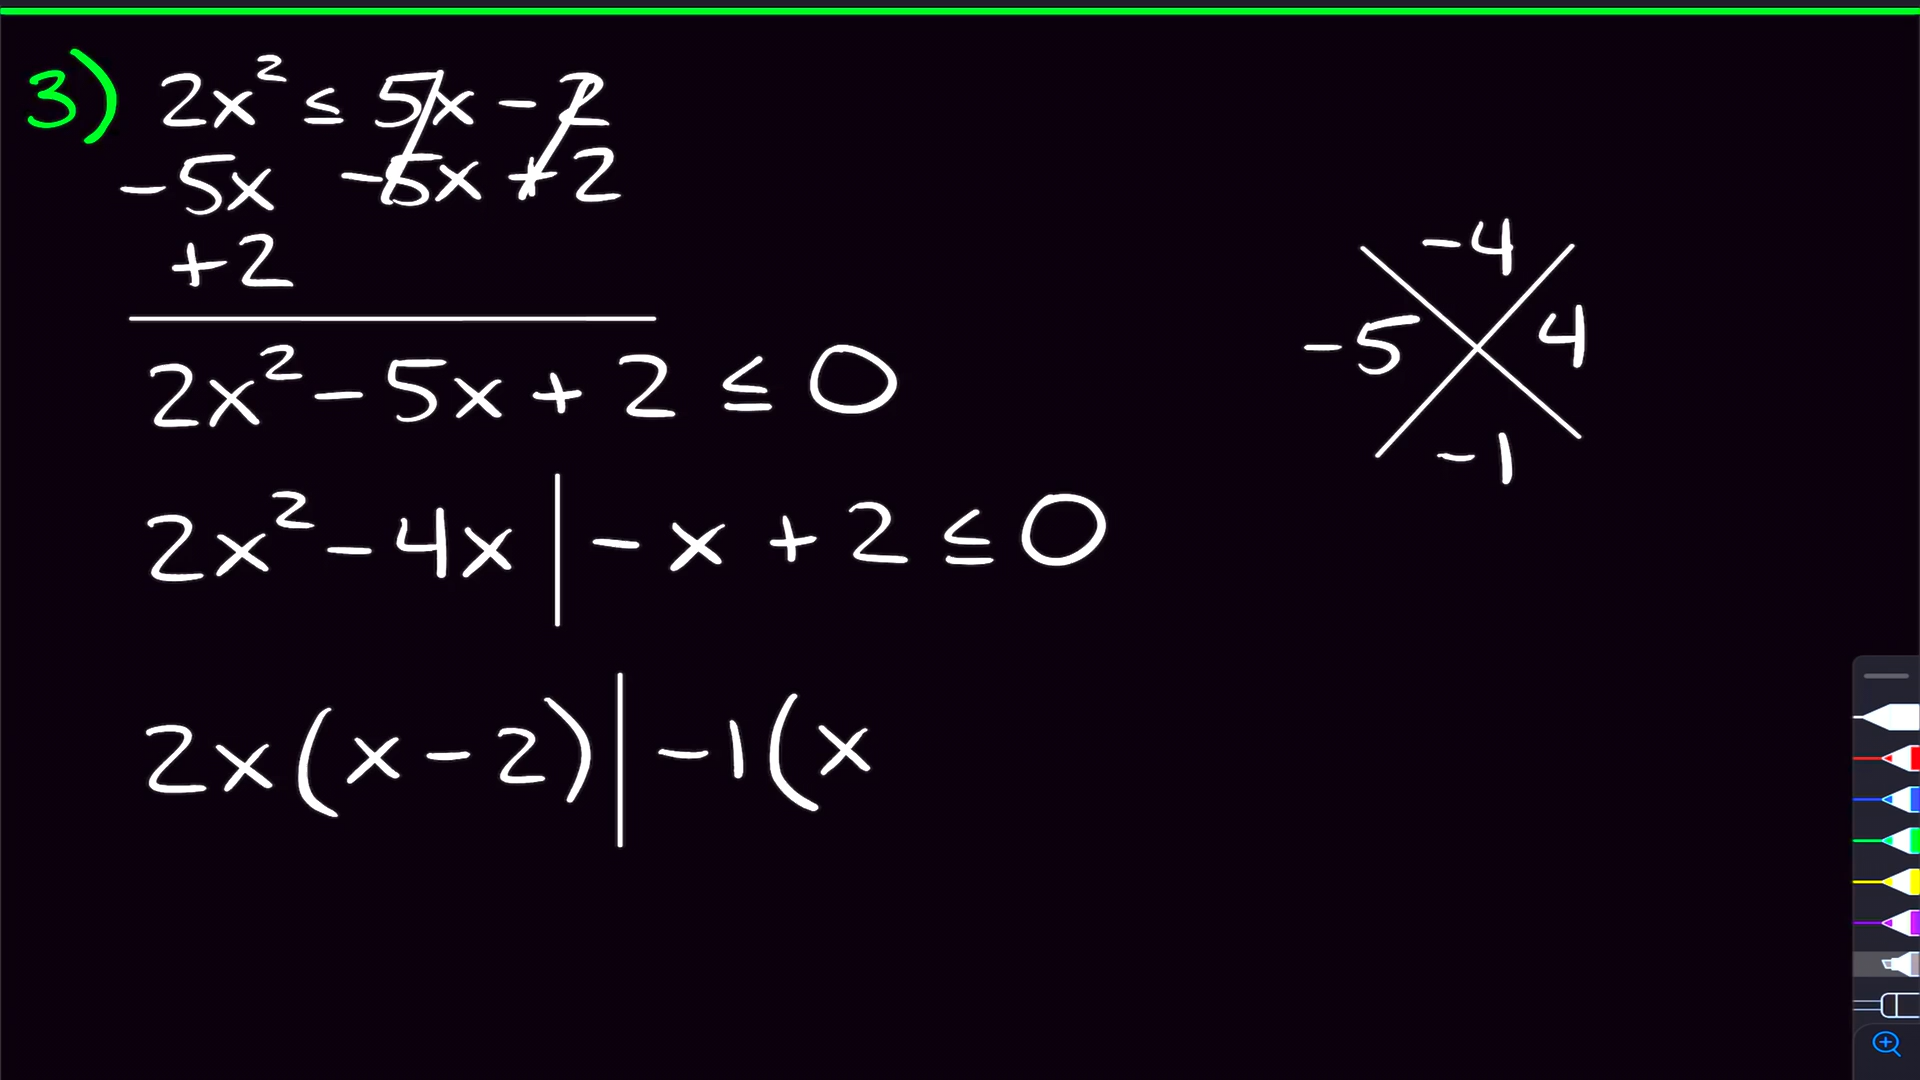 3) 2x² ≤ 5x - 2
-5x -5x + 2
+2
2x² - 5x + 2 ≤ 0
2x² - 4x | - x + 2 ≤ 0
2x(x - 2) | -1(x
-4
-5 4
-1